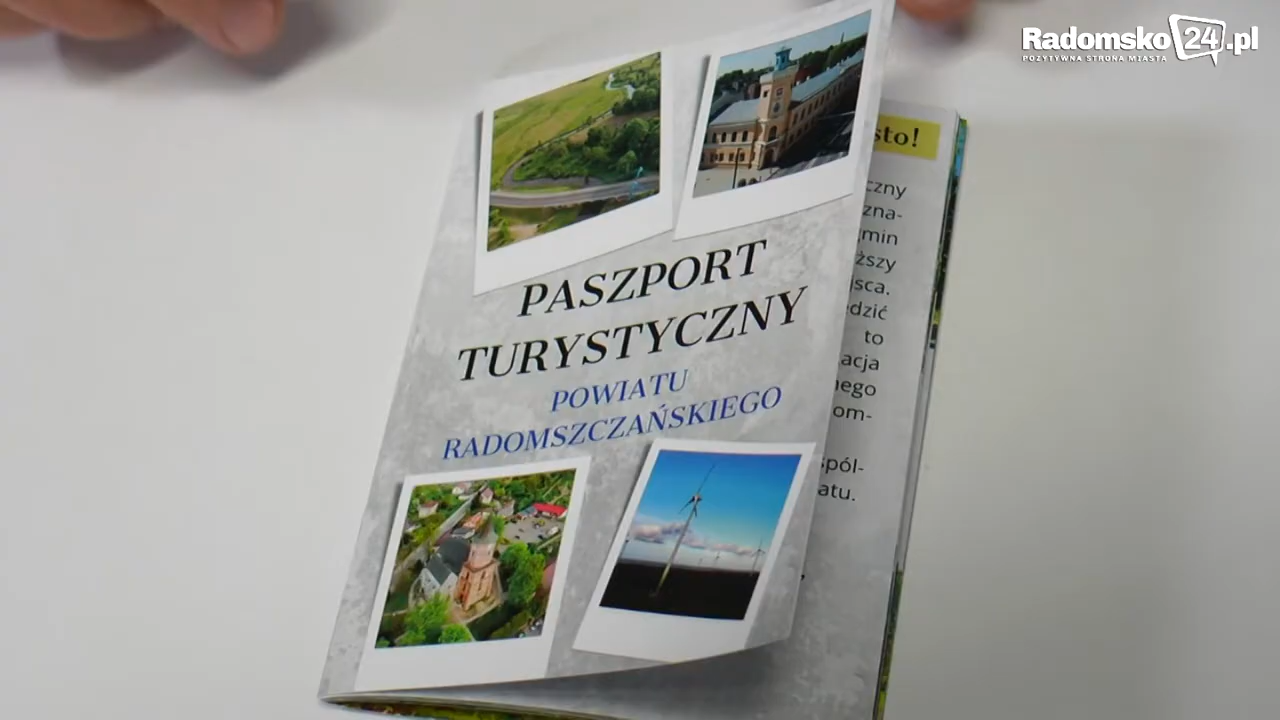 Radomsko24.pl
POZYTYWNA STRONA MIASTA
PASZPORT
TURYSTYCZNY
POWIATU
RADOMSZCZAŃSKIEGO
sto!
czny
zna-
min
ższy
jsca.
edzić
to
acja
nego
om-
spól-
atu.